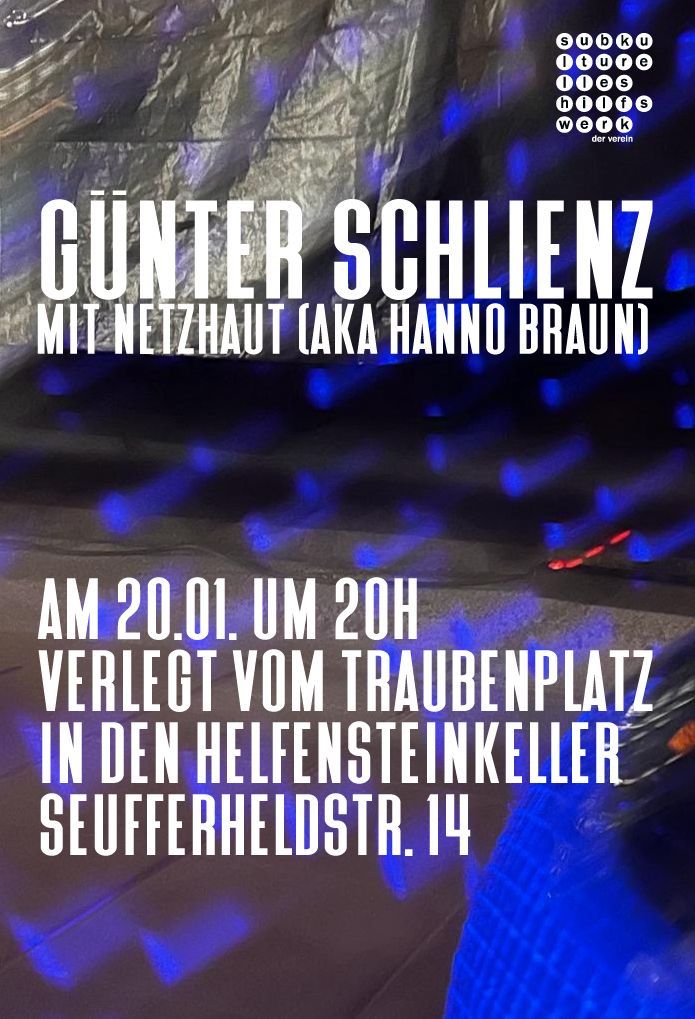 subku
lture
lles
hilfs
werk
der verein
GÜNTER SCHLIENZ
MIT NETZHAUT (AKA HANNO BRAUN)
AM 20.01. UM 20H
VERLEGT VOM TRAUBENPLATZ
IN DEN HELFENSTEINKELLER
SEUFFERHELDSTR. 14